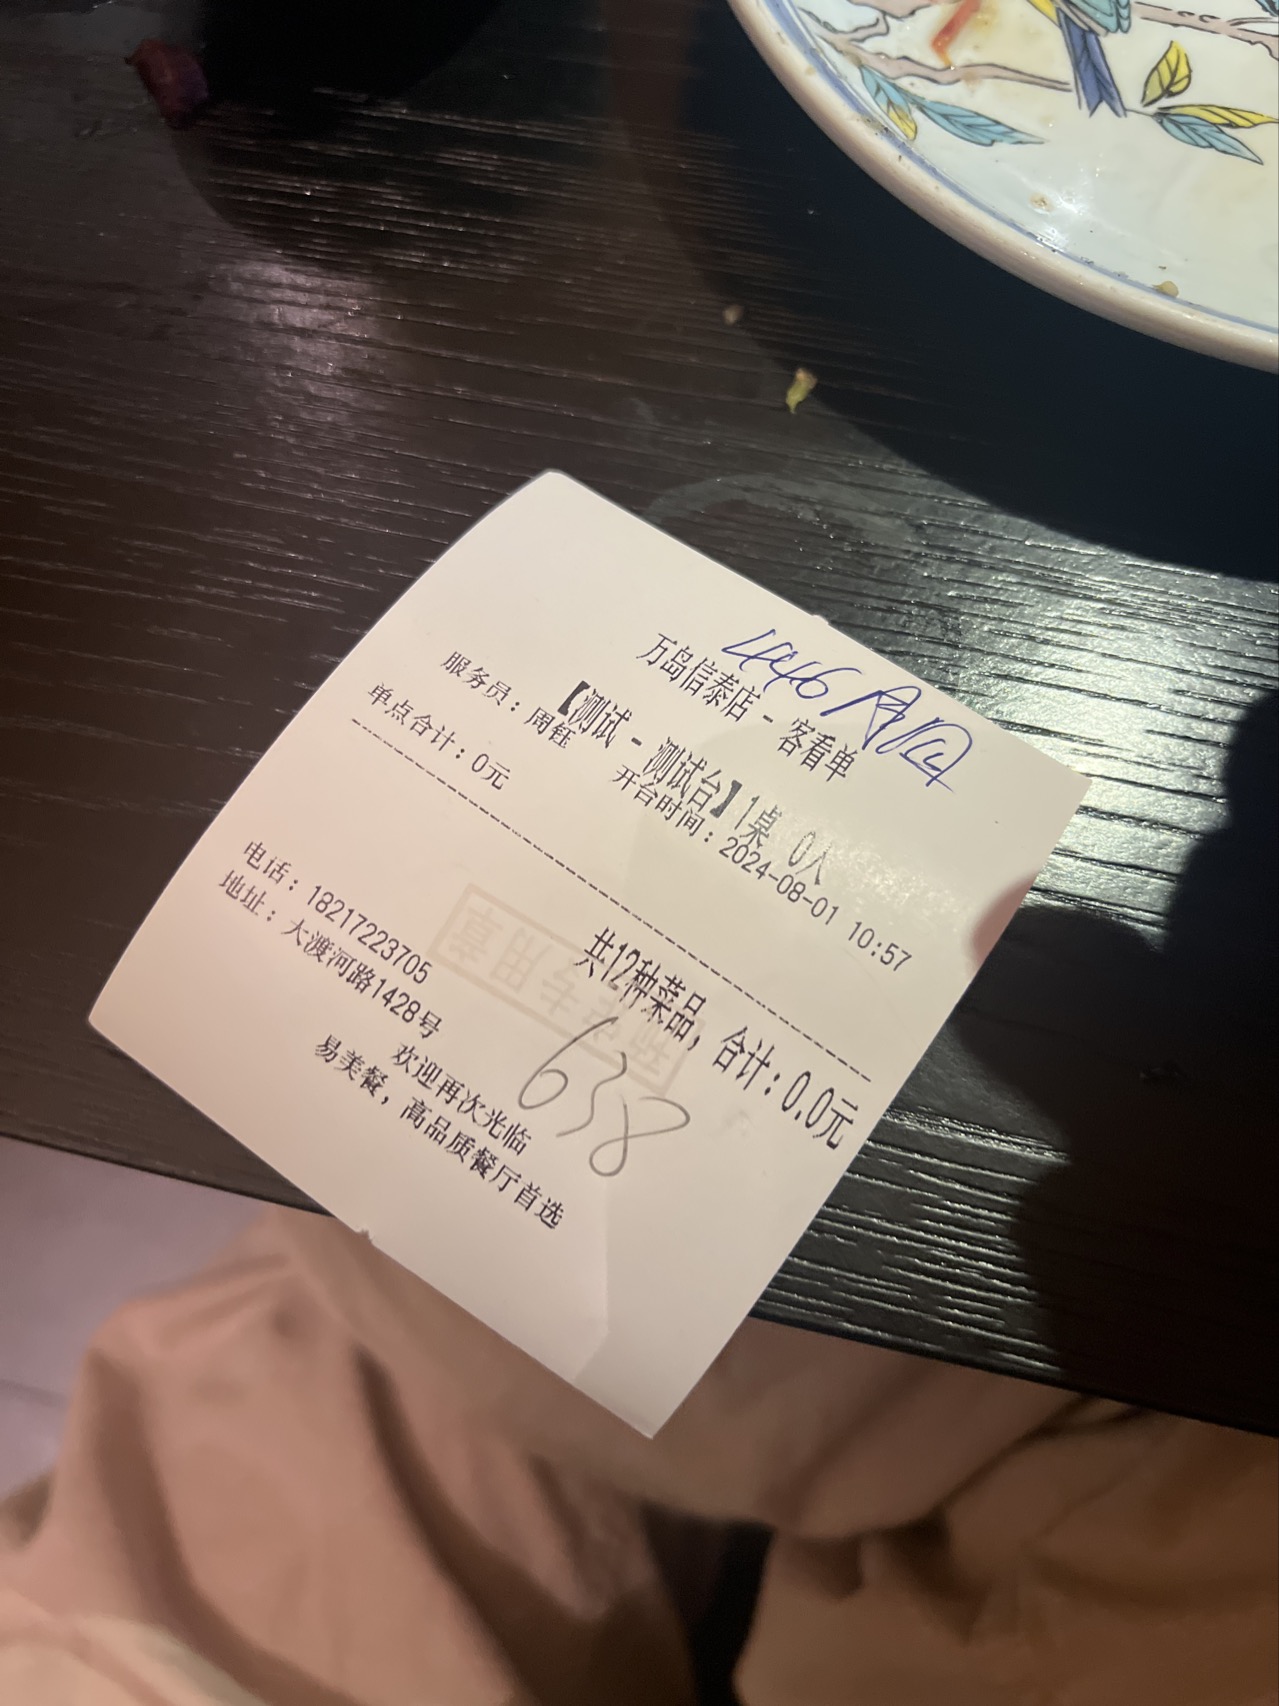 446
万岛信泰店 - 客看单
【测试 - 测试台】1桌 0人
服务员：周钰 开台时间：2024-08-01 10:57
单点合计：0元
共12种菜品，合计：0.0元
电话：18217223705
地址：大渡河路1428号
638
欢迎再次光临
易美餐，高品质餐厅首选